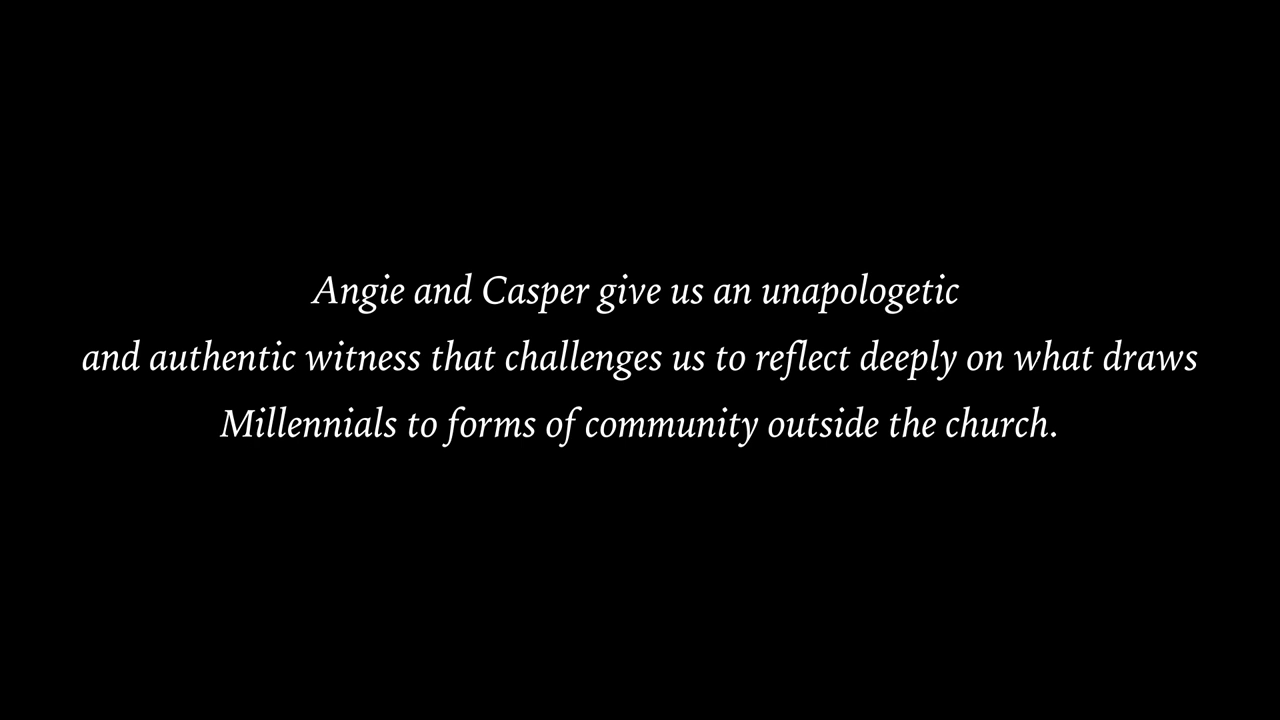 Angie and Casper give us an unapologetic
and authentic witness that challenges us to reflect deeply on what draws
Millennials to forms of community outside the church.